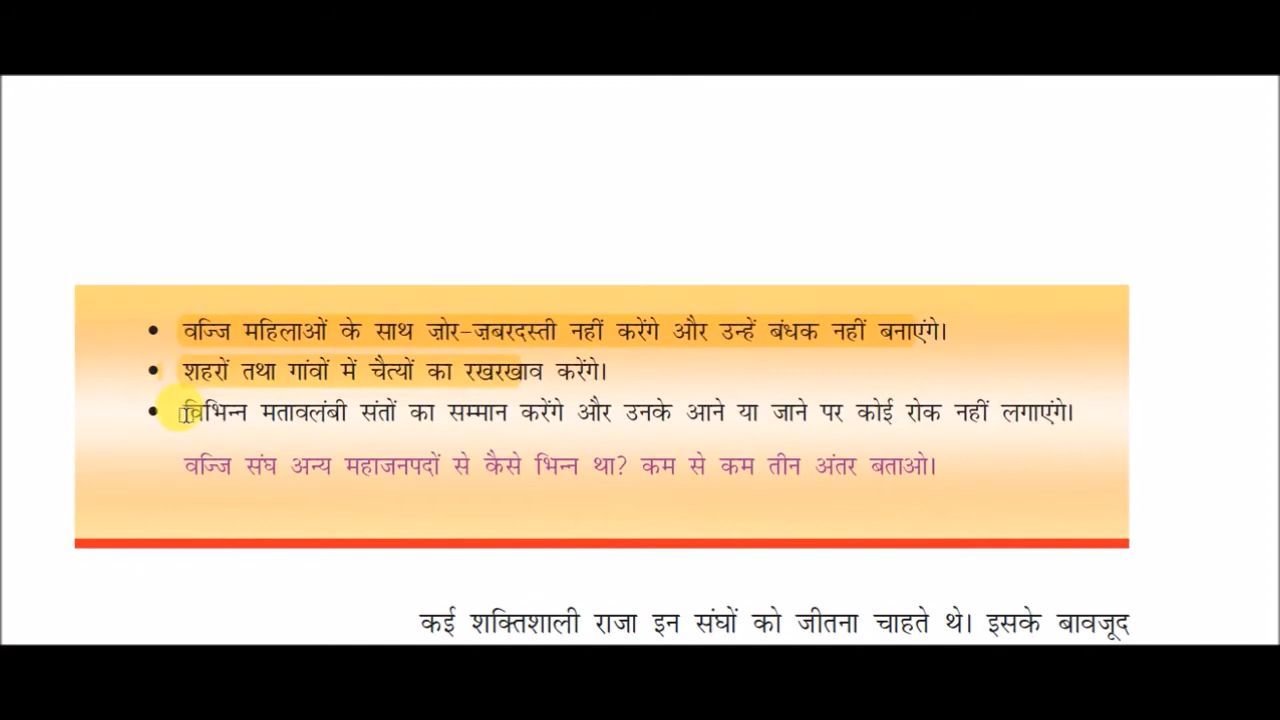 • वज्जि महिलाओं के साथ ज़ोर-ज़बरदस्ती नहीं करेंगे और उन्हें बंधक नहीं बनाएंगे।
• शहरों तथा गांवों में चैत्यों का रखरखाव करेंगे।
• विभिन्न मतावलंबी संतों का सम्मान करेंगे और उनके आने या जाने पर कोई रोक नहीं लगाएंगे।
वज्जि संघ अन्य महाजनपदों से कैसे भिन्न था? कम से कम तीन अंतर बताओ।
कई शक्तिशाली राजा इन संघों को जीतना चाहते थे। इसके बावजूद